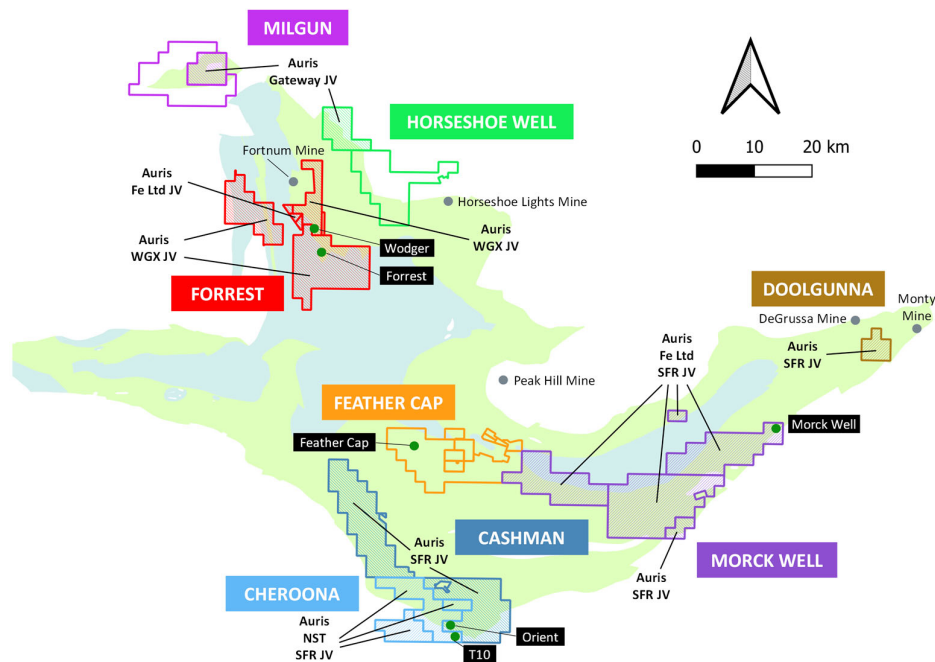 MILGUN
Auris
Gateway JV
HORSESHOE WELL
0 10 20 km
Fortnum Mine
Auris
Fe Ltd JV
Horseshoe Lights Mine
Auris
WGX JV
Wodger
Auris
WGX JV
Forrest
FORREST
DOOLGUNNA
Monty
Mine
DeGrussa Mine
Auris
SFR JV
Auris
Fe Ltd
SFR JV
Peak Hill Mine
FEATHER CAP
Feather Cap
Morck Well
CASHMAN
Auris
SFR JV
MORCK WELL
Auris
SFR JV
CHEROONA
Auris
NST
SFR JV
Orient
T10